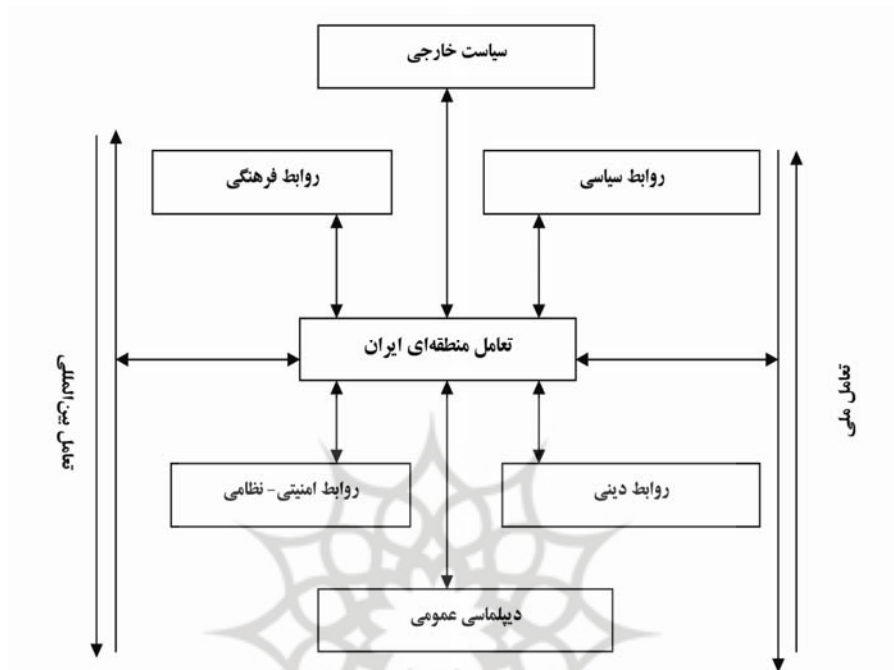 سیاست خارجی
روابط سیاسی
روابط فرهنگی
تعامل منطقه‌ای ایران
تعامل ملی
تعامل بین‌المللی
روابط دینی
روابط امنیتی - نظامی
دیپلماسی عمومی